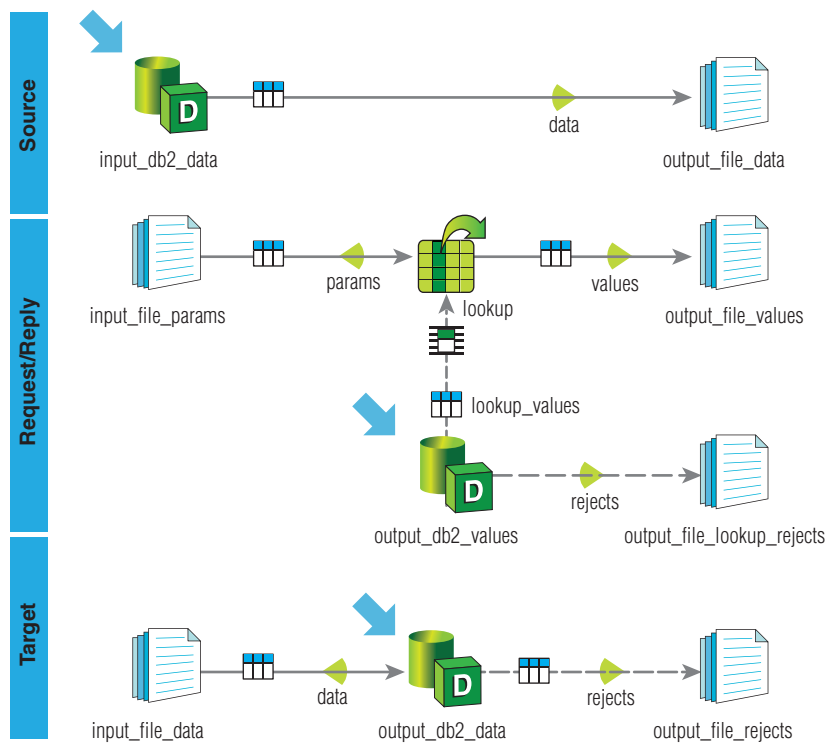 Source
D
input_db2_data
data
output_file_data
Request/Reply
input_file_params
params
lookup
values
output_file_values
lookup_values
D
output_db2_values
rejects
output_file_lookup_rejects
Target
input_file_data
data
D
output_db2_data
rejects
output_file_rejects